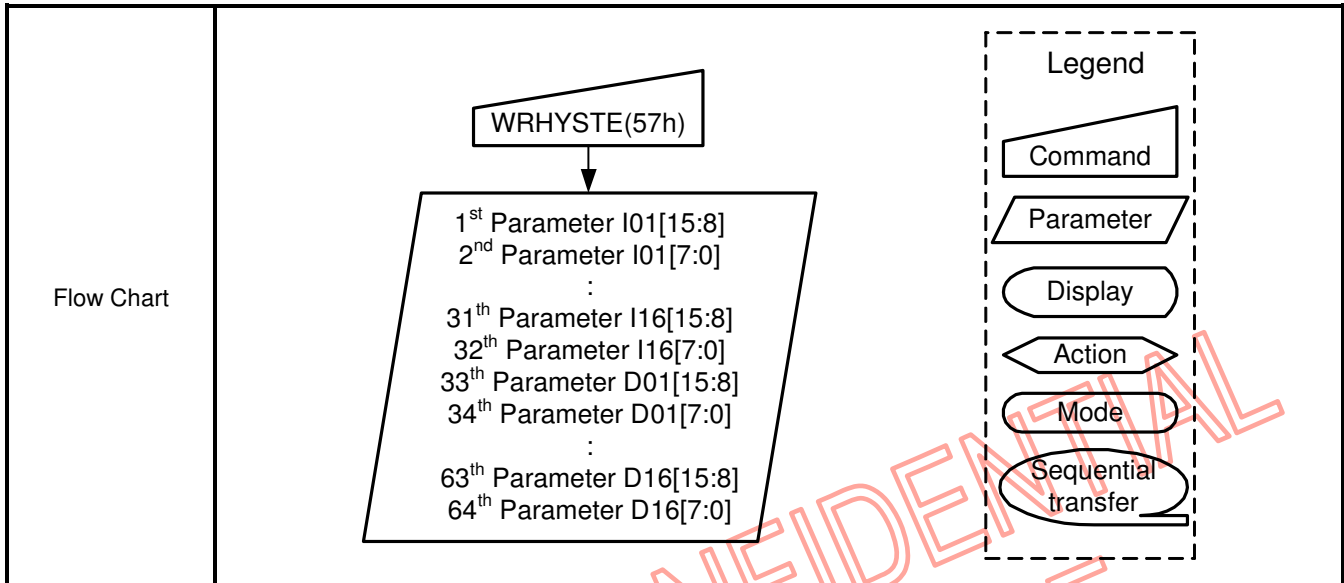 Flow Chart
WRHYSTE(57h)
1st Parameter I01[15:8]
2nd Parameter I01[7:0]
:
31th Parameter I16[15:8]
32th Parameter I16[7:0]
33th Parameter D01[15:8]
34th Parameter D01[7:0]
:
63th Parameter D16[15:8]
64th Parameter D16[7:0]
Legend
Command
Parameter
Display
Action
Mode
Sequential
transfer